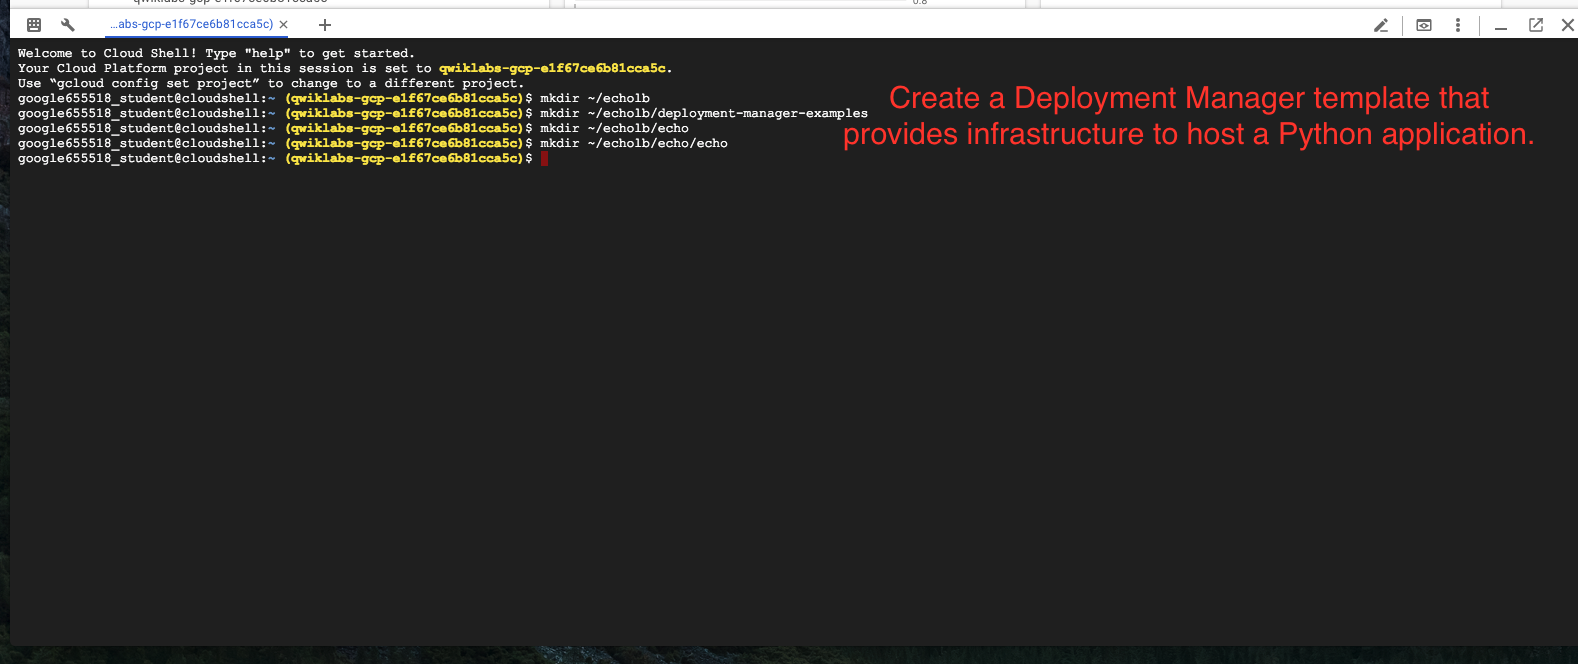 ...abs-gcp-e1f67ce6b81cca5c)
Welcome to Cloud Shell! Type "help" to get started.
Your Cloud Platform project in this session is set to qwiklabs-gcp-e1f67ce6b81cca5c.
Use “gcloud config set project” to change to a different project.
google655518_student@cloudshell:~ (qwiklabs-gcp-e1f67ce6b81cca5c)$ mkdir ~/echolb
google655518_student@cloudshell:~ (qwiklabs-gcp-e1f67ce6b81cca5c)$ mkdir ~/echolb/deployment-manager-examples
google655518_student@cloudshell:~ (qwiklabs-gcp-e1f67ce6b81cca5c)$ mkdir ~/echolb/echo
google655518_student@cloudshell:~ (qwiklabs-gcp-e1f67ce6b81cca5c)$ mkdir ~/echolb/echo/echo
google655518_student@cloudshell:~ (qwiklabs-gcp-e1f67ce6b81cca5c)$
Create a Deployment Manager template that
provides infrastructure to host a Python application.